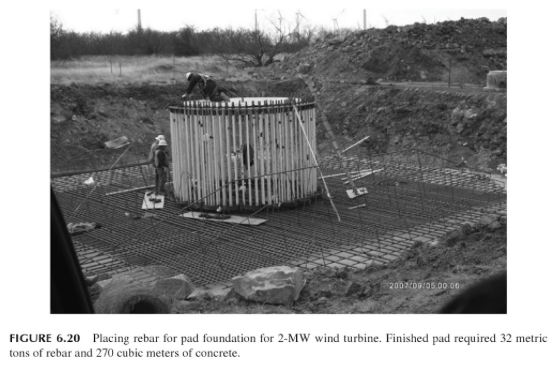 2007/09/05 00:06
FIGURE 6.20 Placing rebar for pad foundation for 2-MW wind turbine. Finished pad required 32 metric
tons of rebar and 270 cubic meters of concrete.